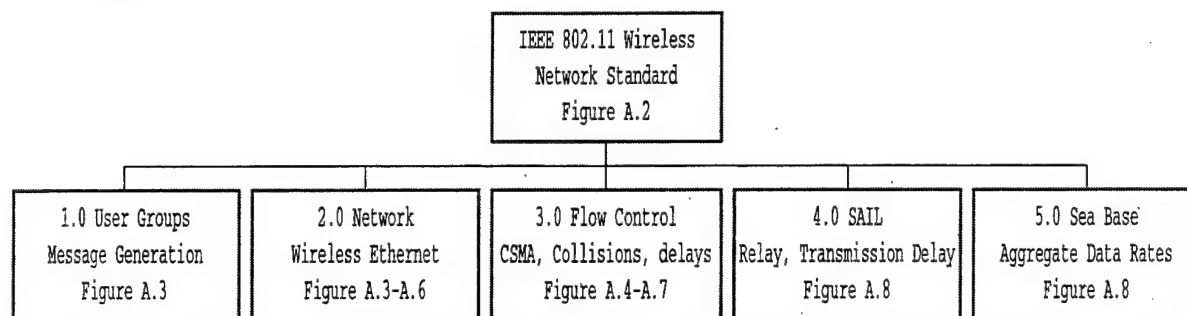 IEEE 802.11 Wireless
Network Standard
Figure A.2
1.0 User Groups
Message Generation
Figure A.3
2.0 Network
Wireless Ethernet
Figure A.3-A.6
3.0 Flow Control
CSMA, Collisions, delays
Figure A.4-A.7
4.0 SAIL
Relay, Transmission Delay
Figure A.8
5.0 Sea Base
Aggregate Data Rates
Figure A.8